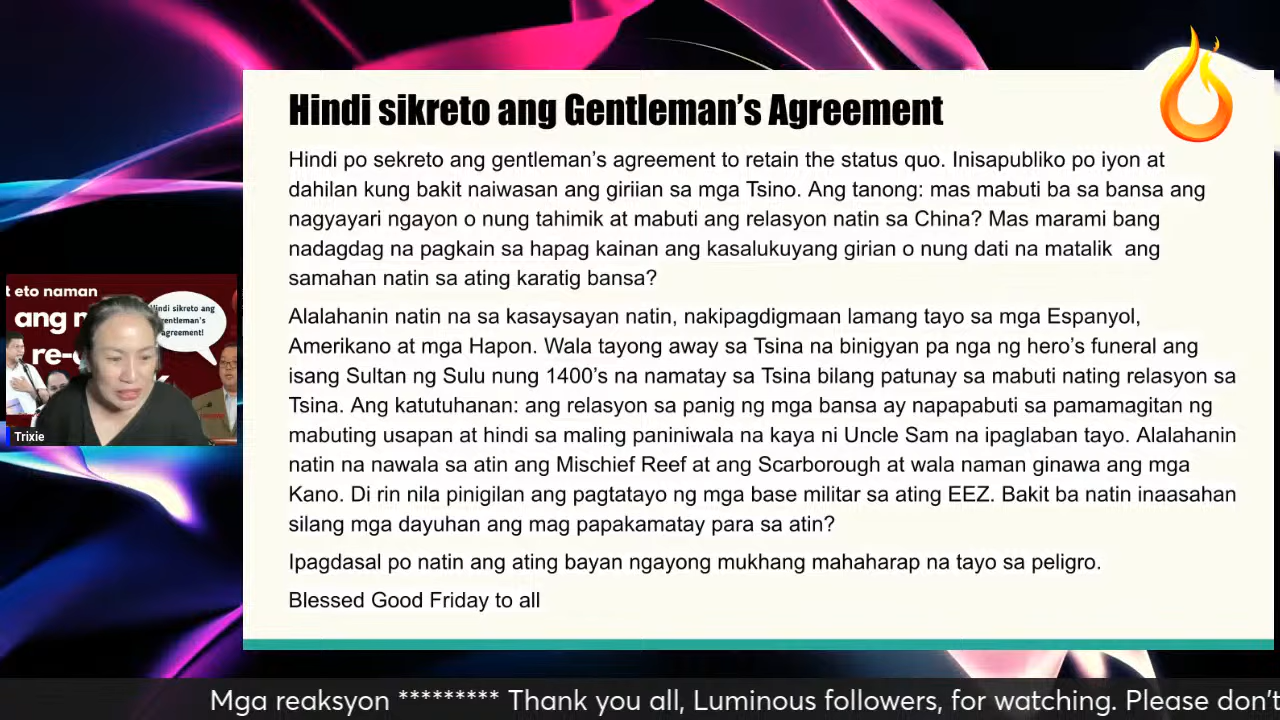 Hindi sikreto ang Gentleman's Agreement
Hindi po sekreto ang gentleman's agreement to retain the status quo. Inisapubliko po iyon at
dahilan kung bakit naiwasan ang giriian sa mga Tsino. Ang tanong: mas mabuti ba sa bansa ang
nagyayari ngayon o nung tahimik at mabuti ang relasyon natin sa China? Mas marami bang
nadagdag na pagkain sa hapag kainan ang kasalukuyang girian o nung dati na matalik ang
samahan natin sa ating karatig bansa?
Alalahanin natin na sa kasaysayan natin, nakipagdigmaan lamang tayo sa mga Espanyol,
Amerikano at mga Hapon. Wala tayong away sa Tsina na binigyan pa nga ng hero's funeral ang
isang Sultan ng Sulu nung 1400's na namatay sa Tsina bilang patunay sa mabuti nating relasyon sa
Tsina. Ang katutuhanan: ang relasyon sa panig ng mga bansa ay napapabuti sa pamamagitan ng
mabuting usapan at hindi sa maling paniniwala na kaya ni Uncle Sam na ipaglaban tayo. Alalahanin
natin na nawala sa atin ang Mischief Reef at ang Scarborough at wala naman ginawa ang mga
Kano. Di rin nila pinigilan ang pagtatayo ng mga base militar sa ating EEZ. Bakit ba natin inaasahan
silang mga dayuhan ang mag papakamatay para sa atin?
Ipagdasal po natin ang ating bayan ngayong mukhang mahaharap na tayo sa peligro.
Blessed Good Friday to all
t eto naman
ang
re-
Hindi sikreto ang
gentleman's
agreement!
Trixie
Mga reaksyon ********* Thank you all, Luminous followers, for watching. Please don't